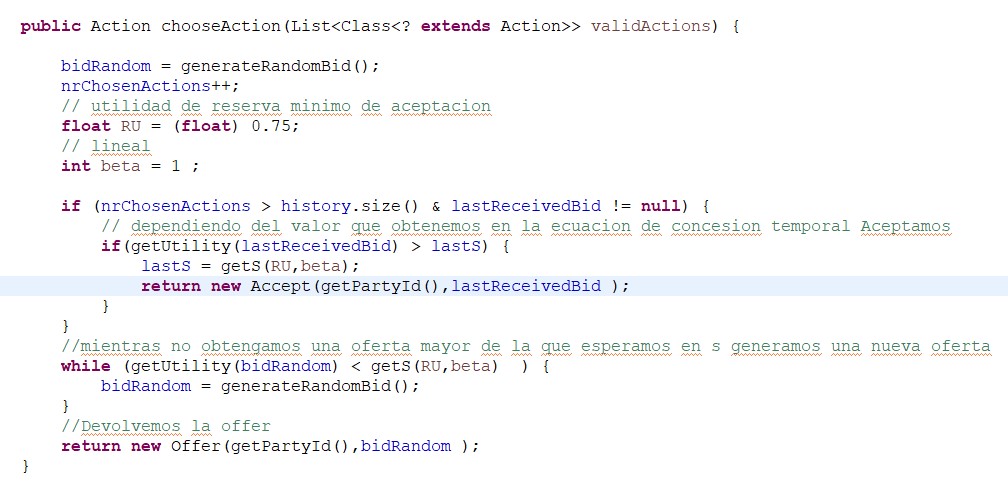 public Action chooseAction(List<Class<? extends Action>> validActions) {
bidRandom = generateRandomBid();
nrChosenActions++;
// utilidad de reserva minimo de aceptacion
float RU = (float) 0.75;
// lineal
int beta = 1 ;
if (nrChosenActions > history.size() & lastReceivedBid != null) {
// dependiendo del valor que obtenemos en la ecuacion de concesion temporal Aceptamos
if(getUtility(lastReceivedBid) > lastS) {
lastS = getS(RU,beta);
return new Accept(getPartyId(),lastReceivedBid );
}
}
//mientras no obtengamos una oferta mayor de la que esperamos en s generamos una nueva oferta
while (getUtility(bidRandom) < getS(RU,beta)  ) {
bidRandom = generateRandomBid();
}
//Devolvemos la offer
return new Offer(getPartyId(),bidRandom );
}